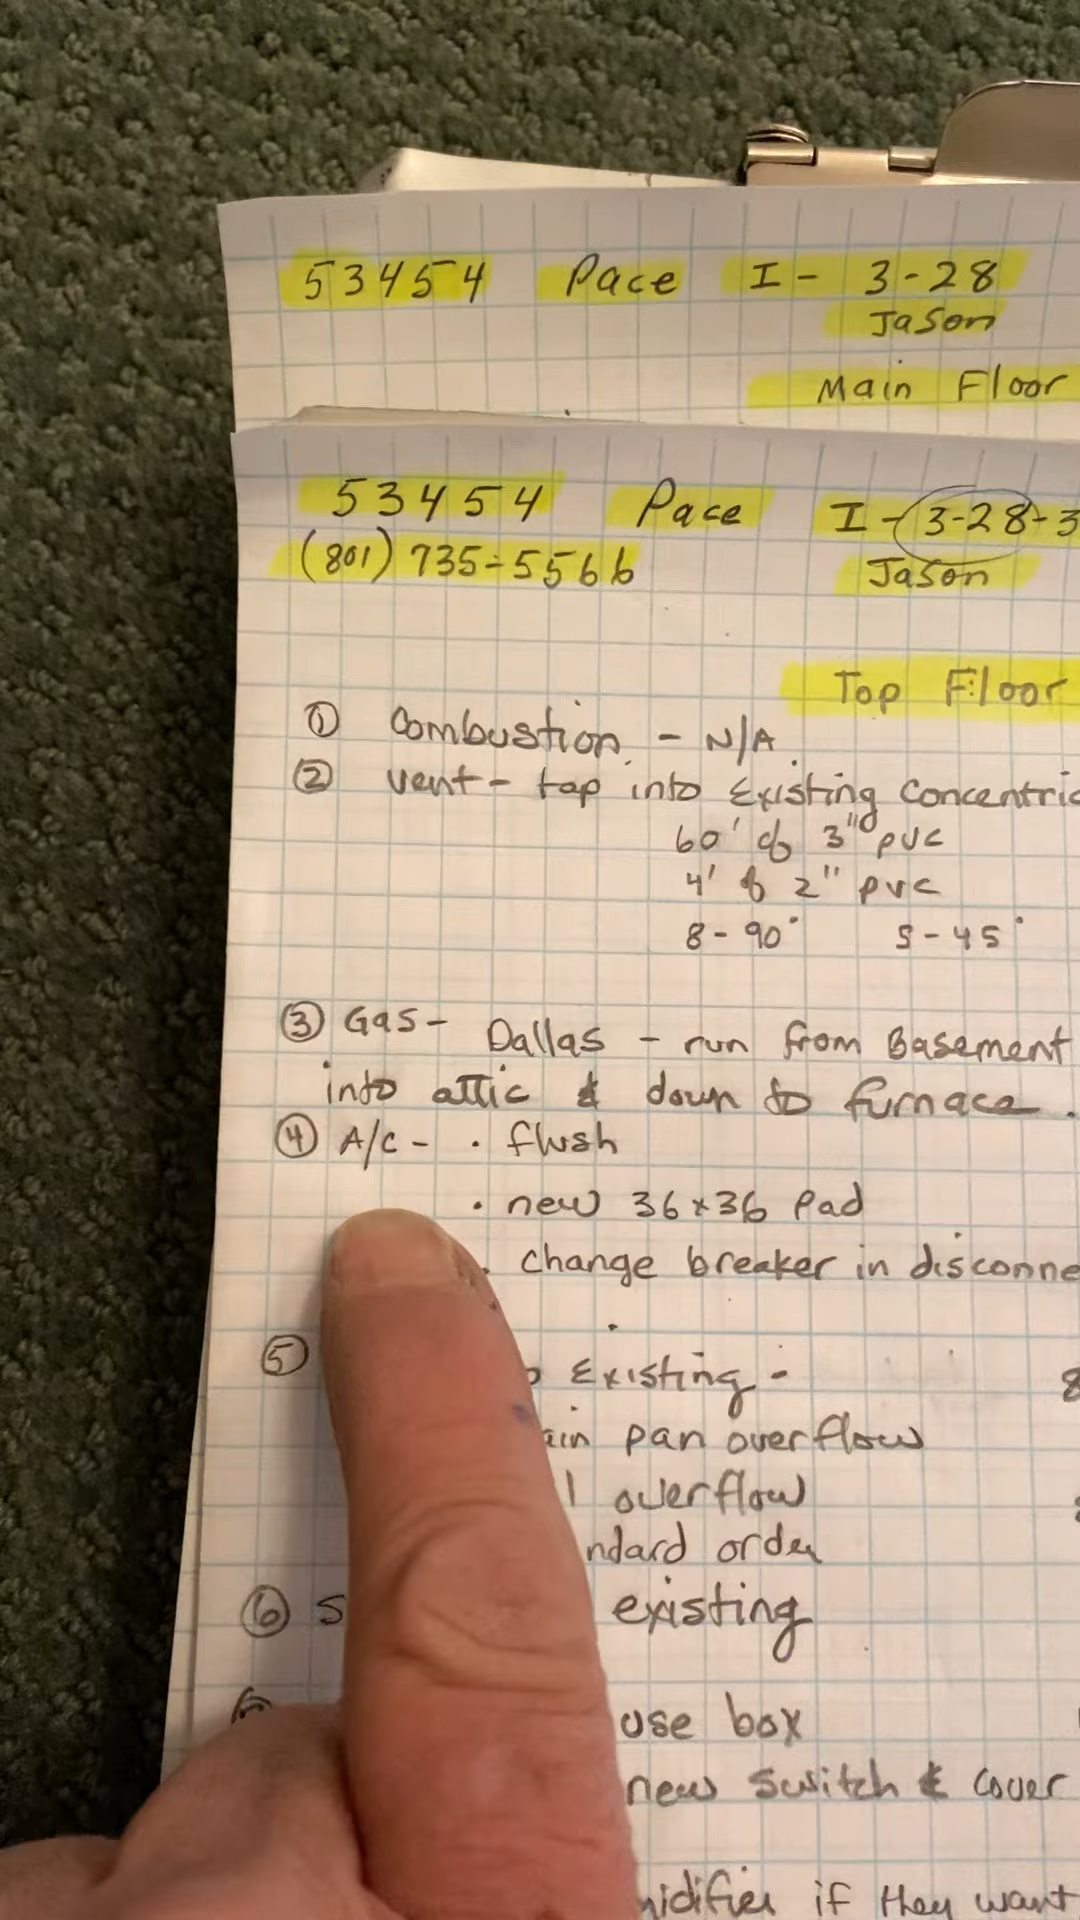 53454 Pace I - 3-28
Jason
Main Floor
53454 Pace I - 3-28-3
(801) 735-5566 Jason
Top Floor
① Combustion - N/A
② vent - tap into Existing Concentric
60' of 3" PVC
4' of 2" PVC
8 - 90° 5 - 45°
③ Gas - Dallas - run from Basement
into attic & down to furnace.
④ A/C - • flush
• new 36x36 Pad
• change breaker in disconne
⑤ Existing -
ain pan overflow
overflow
ndard order
⑥ S existing
use box
new switch & cover
midifier if they want